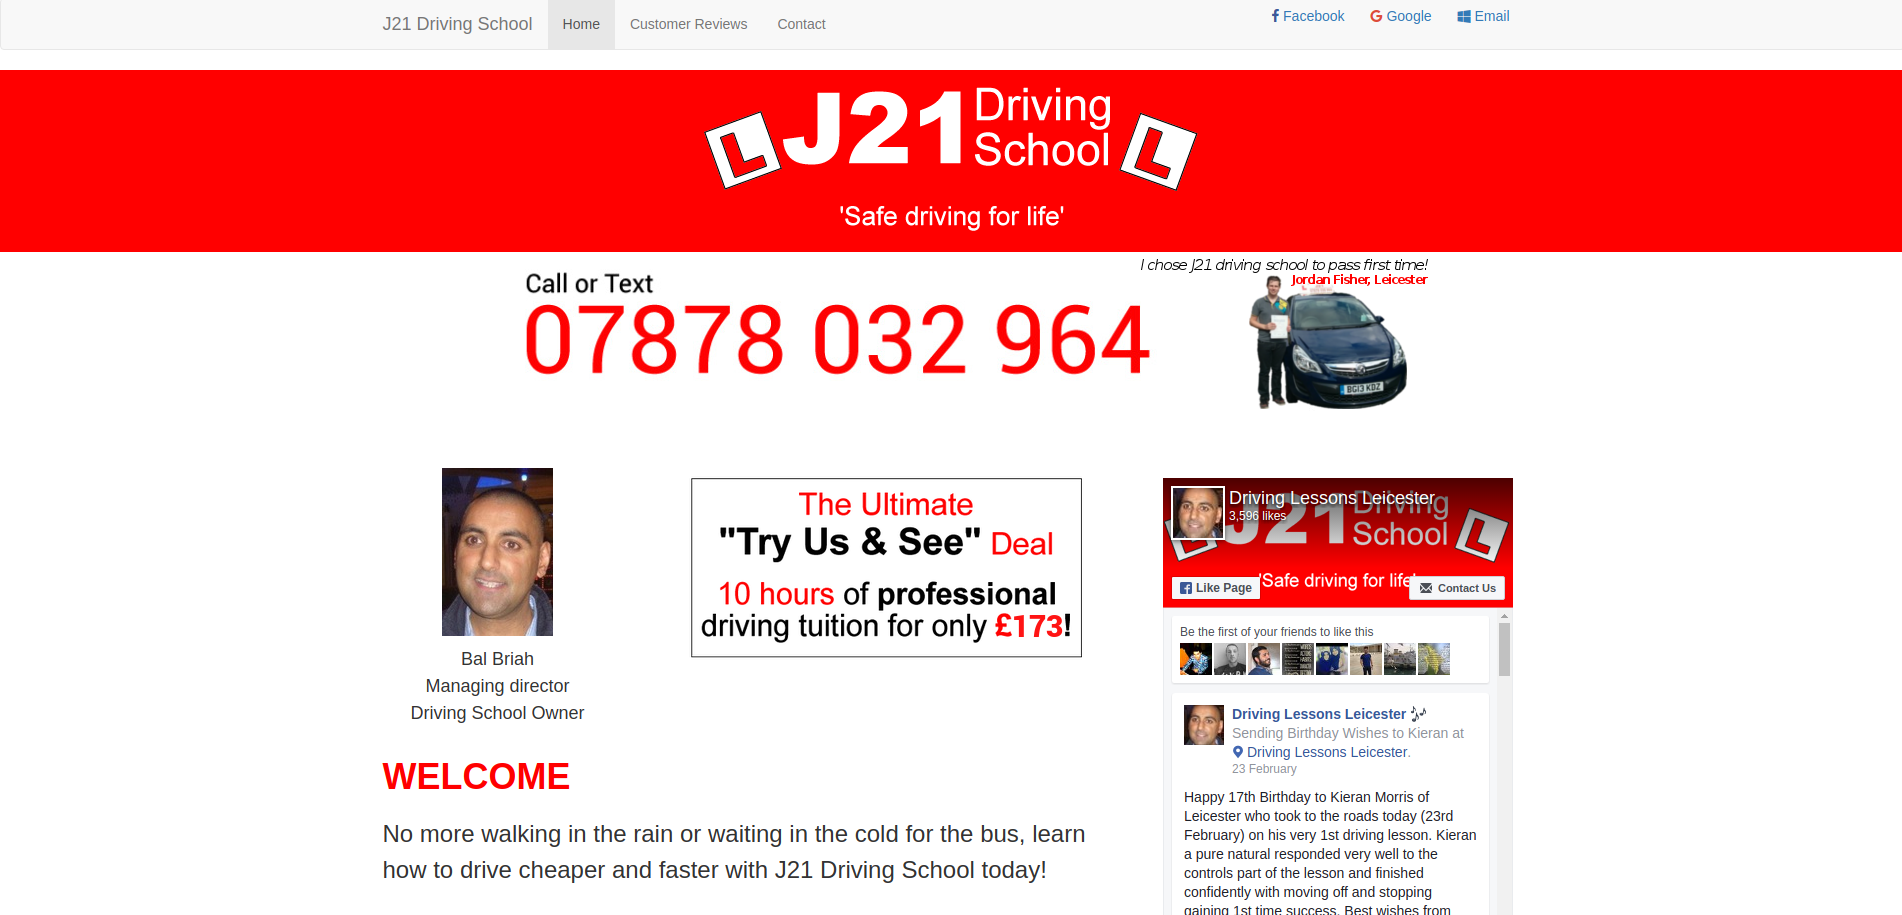 J21 Driving School
Home
Customer Reviews
Contact
Facebook
Google
Email
L J21 Driving School L
'Safe driving for life'
Call or Text
07878 032 964
I chose J21 driving school to pass first time!
Jordan Fisher, Leicester
BG13 KDZ
Bal Briah
Managing director
Driving School Owner
The Ultimate
"Try Us & See" Deal
10 hours of professional
driving tuition for only £173!
Driving Lessons Leicester
3,596 likes
J21 Driving School L
'Safe driving for life'
Like Page
Contact Us
Be the first of your friends to like this
Driving Lessons Leicester 🎶
Sending Birthday Wishes to Kieran at
Driving Lessons Leicester.
23 February
Happy 17th Birthday to Kieran Morris of
Leicester who took to the roads today (23rd
February) on his very 1st driving lesson. Kieran
a pure natural responded very well to the
controls part of the lesson and finished
confidently with moving off and stopping
gaining 1st time success. Best wishes from
WELCOME
No more walking in the rain or waiting in the cold for the bus, learn
how to drive cheaper and faster with J21 Driving School today!